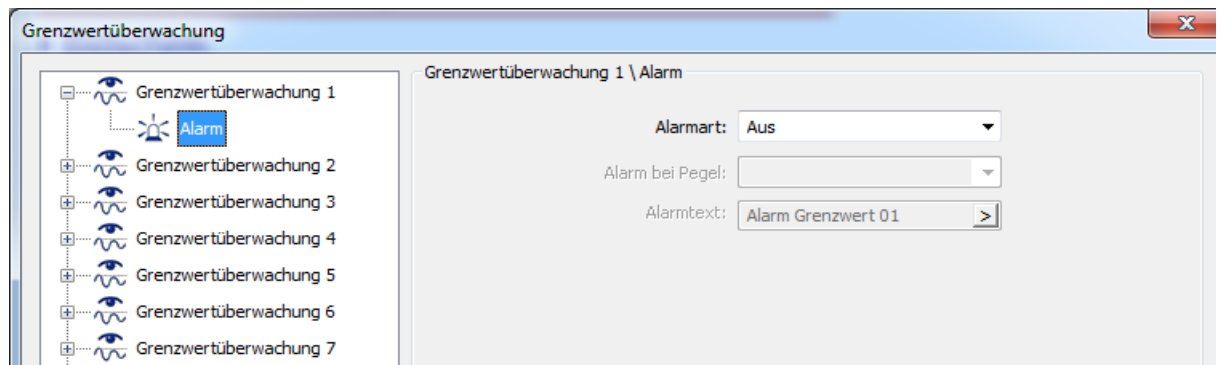 Grenzwertüberwachung
Grenzwertüberwachung 1
Alarm
Grenzwertüberwachung 2
Grenzwertüberwachung 3
Grenzwertüberwachung 4
Grenzwertüberwachung 5
Grenzwertüberwachung 6
Grenzwertüberwachung 7
Grenzwertüberwachung 1 \ Alarm
Alarmart: Aus
Alarm bei Pegel:
Alarmtext: Alarm Grenzwert 01 >